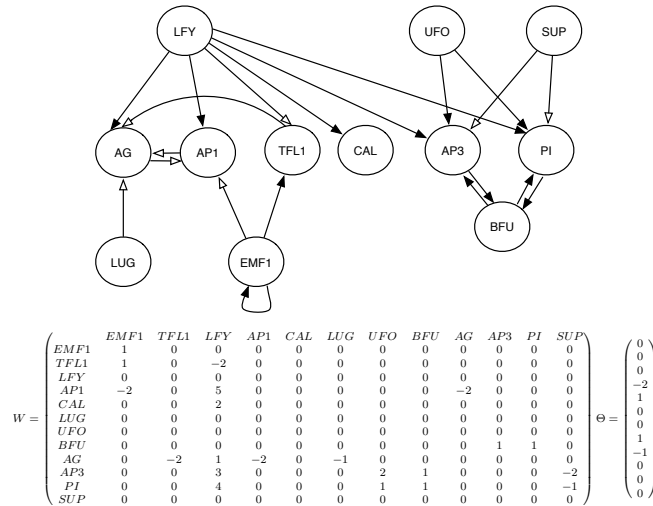 LFY UFO SUP
AG AP1 TFL1 CAL AP3 PI
BFU
LUG EMF1
EMF1 TFL1 LFY AP1 CAL LUG UFO BFU AG AP3 PI SUP
EMF1 1 0 0 0 0 0 0 0 0 0 0 0 0
TFL1 1 0 −2 0 0 0 0 0 0 0 0 0 0
LFY 0 0 0 0 0 0 0 0 0 0 0 0 0
AP1 −2 0 5 0 0 0 0 0 −2 0 0 0 −2
CAL 0 0 2 0 0 0 0 0 0 0 0 0 1
W = LUG 0 0 0 0 0 0 0 0 0 0 0 0 Θ = 0
UFO 0 0 0 0 0 0 0 0 0 0 0 0 0
BFU 0 0 0 0 0 0 0 0 0 1 1 0 1
AG 0 −2 1 −2 0 −1 0 0 0 0 0 0 −1
AP3 0 0 3 0 0 0 2 1 0 0 0 −2 0
PI 0 0 4 0 0 0 1 1 0 0 0 −1 0
SUP 0 0 0 0 0 0 0 0 0 0 0 0 0